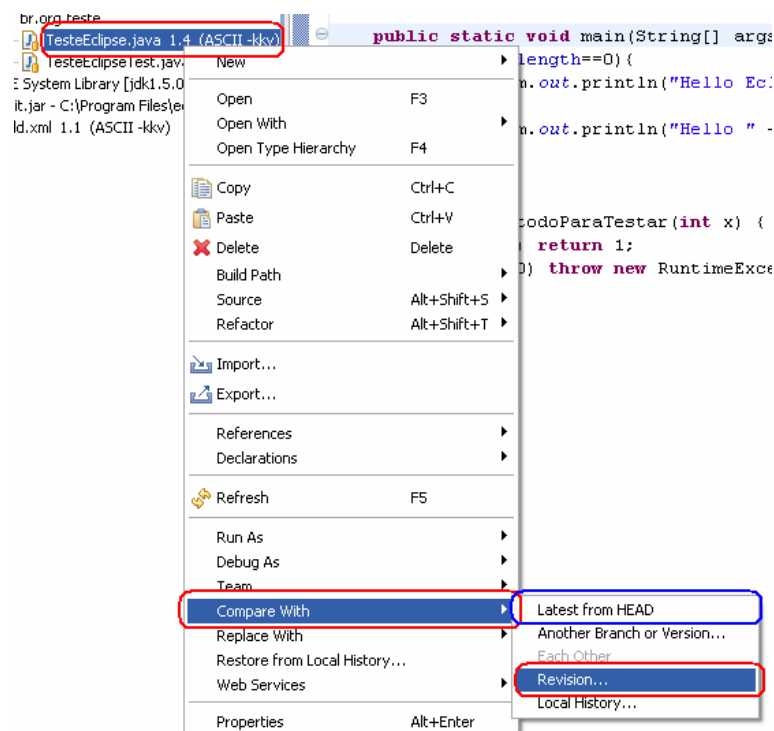 br.org.teste
TesteEclipse.java 1.4 (ASCII -kkv)
TesteEclipseTest.jav
E System Library [jdk1.5.0
it.jar - C:\Program Files\e
ld.xml 1.1 (ASCII -kkv)
public static void main(String[] args
length==0){
m.out.println("Hello Ecl
m.out.println("Hello " -
todoParaTestar(int x) {
return 1;
0) throw new RuntimeExce
New
Open F3
Open With
Open Type Hierarchy F4
Copy Ctrl+C
Paste Ctrl+V
Delete Delete
Build Path
Source Alt+Shift+S
Refactor Alt+Shift+T
Import...
Export...
References
Declarations
Refresh F5
Run As
Debug As
Team
Compare With
Replace With
Restore from Local History...
Web Services
Properties Alt+Enter
Latest from HEAD
Another Branch or Version...
Each Other
Revision...
Local History...